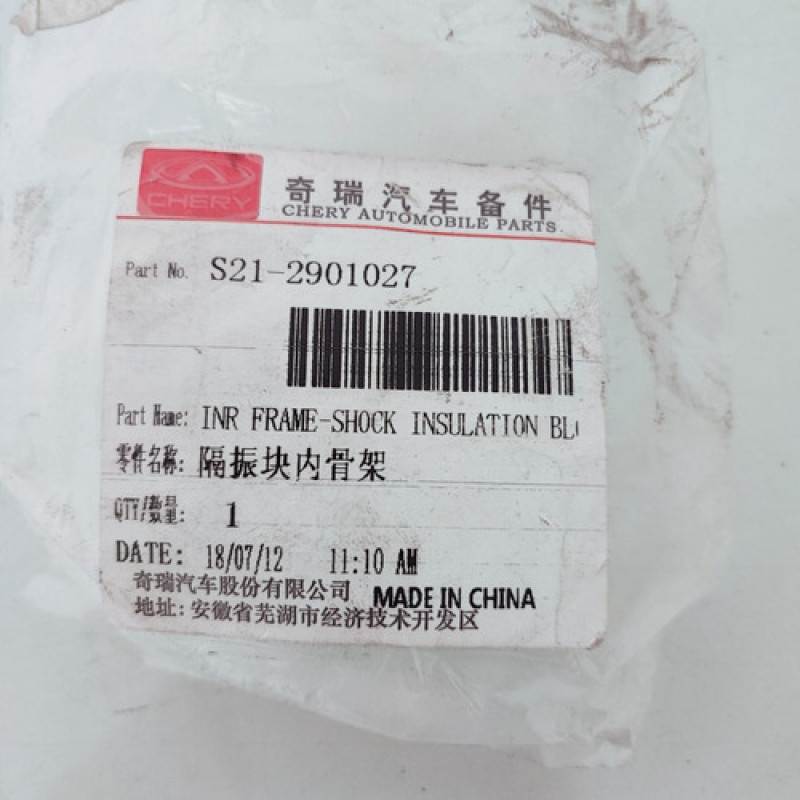 CHERY
奇瑞汽车备件
CHERY AUTOMOBILE PARTS
Part No. S21-2901027
Part Name: INR FRAME-SHOCK INSULATION BL
零件名称: 隔振块内骨架
QTY/数量: 1
DATE: 18/07/12 11:10 AM
奇瑞汽车股份有限公司 MADE IN CHINA
地址: 安徽省芜湖市经济技术开发区